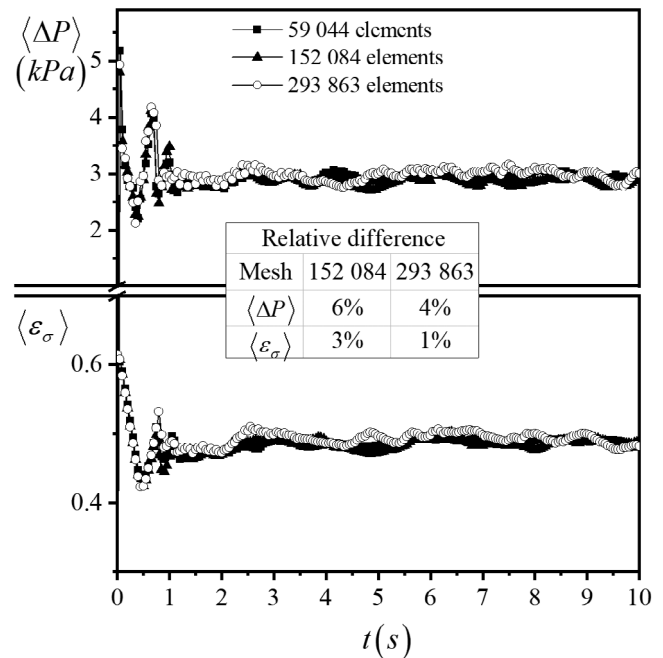 ⟨ΔP⟩
(kPa)
59 044 elements
152 084 elements
293 863 elements
5
4
3
2
Relative difference
Mesh 152 084 293 863
⟨ΔP⟩ 6% 4%
⟨εσ⟩ 3% 1%
⟨εσ⟩
0.6
0.4
0 1 2 3 4 5 6 7 8 9 10
t(s)